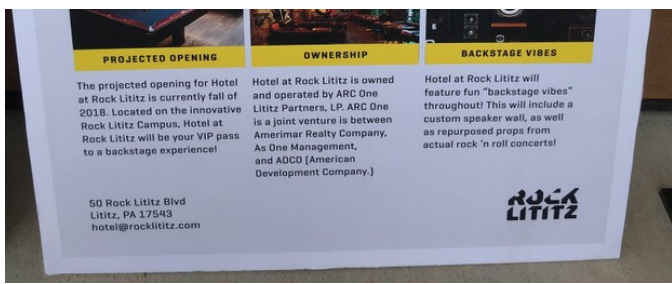 PROJECTED OPENING
The projected opening for Hotel
at Rock Lititz is currently fall of
2018. Located on the innovative
Rock Lititz Campus, Hotel at
Rock Lititz will be your VIP pass
to a backstage experience!
OWNERSHIP
Hotel at Rock Lititz is owned
and operated by ARC One
Lititz Partners, LP. ARC One
is a joint venture is between
Amerimar Realty Company,
As One Management,
and ADCO (American
Development Company.)
BACKSTAGE VIBES
Hotel at Rock Lititz will
feature fun “backstage vibes”
throughout! This will include a
custom speaker wall, as well
as repurposed props from
actual rock ’n roll concerts!
50 Rock Lititz Blvd
Lititz, PA 17543
hotel@rocklititz.com
ROCK
LITITZ